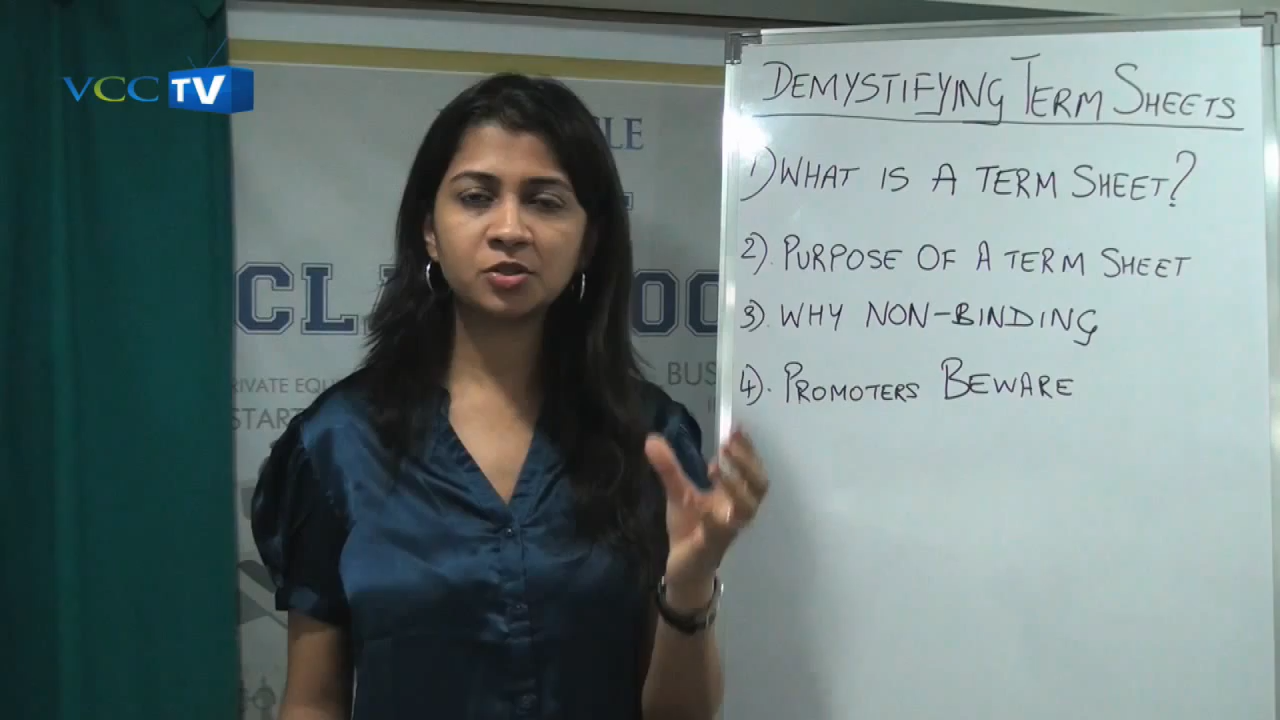 VCC TV
DEMYSTIFYING TERM SHEETS
1) WHAT IS A TERM SHEET?
2). PURPOSE OF A TERM SHEET
3). WHY NON-BINDING
4). PROMOTERS BEWARE